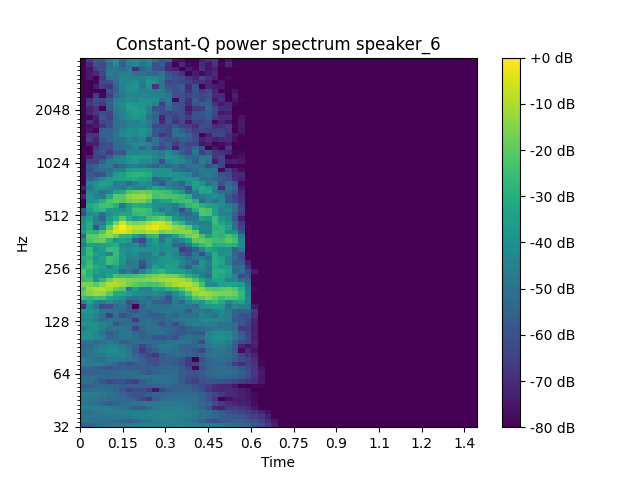 Constant-Q power spectrum speaker_6
Hz
2048
1024
512
256
128
64
32
0 0.15 0.3 0.45 0.6 0.75 0.9 1.1 1.2 1.4
Time
+0 dB
-10 dB
-20 dB
-30 dB
-40 dB
-50 dB
-60 dB
-70 dB
-80 dB